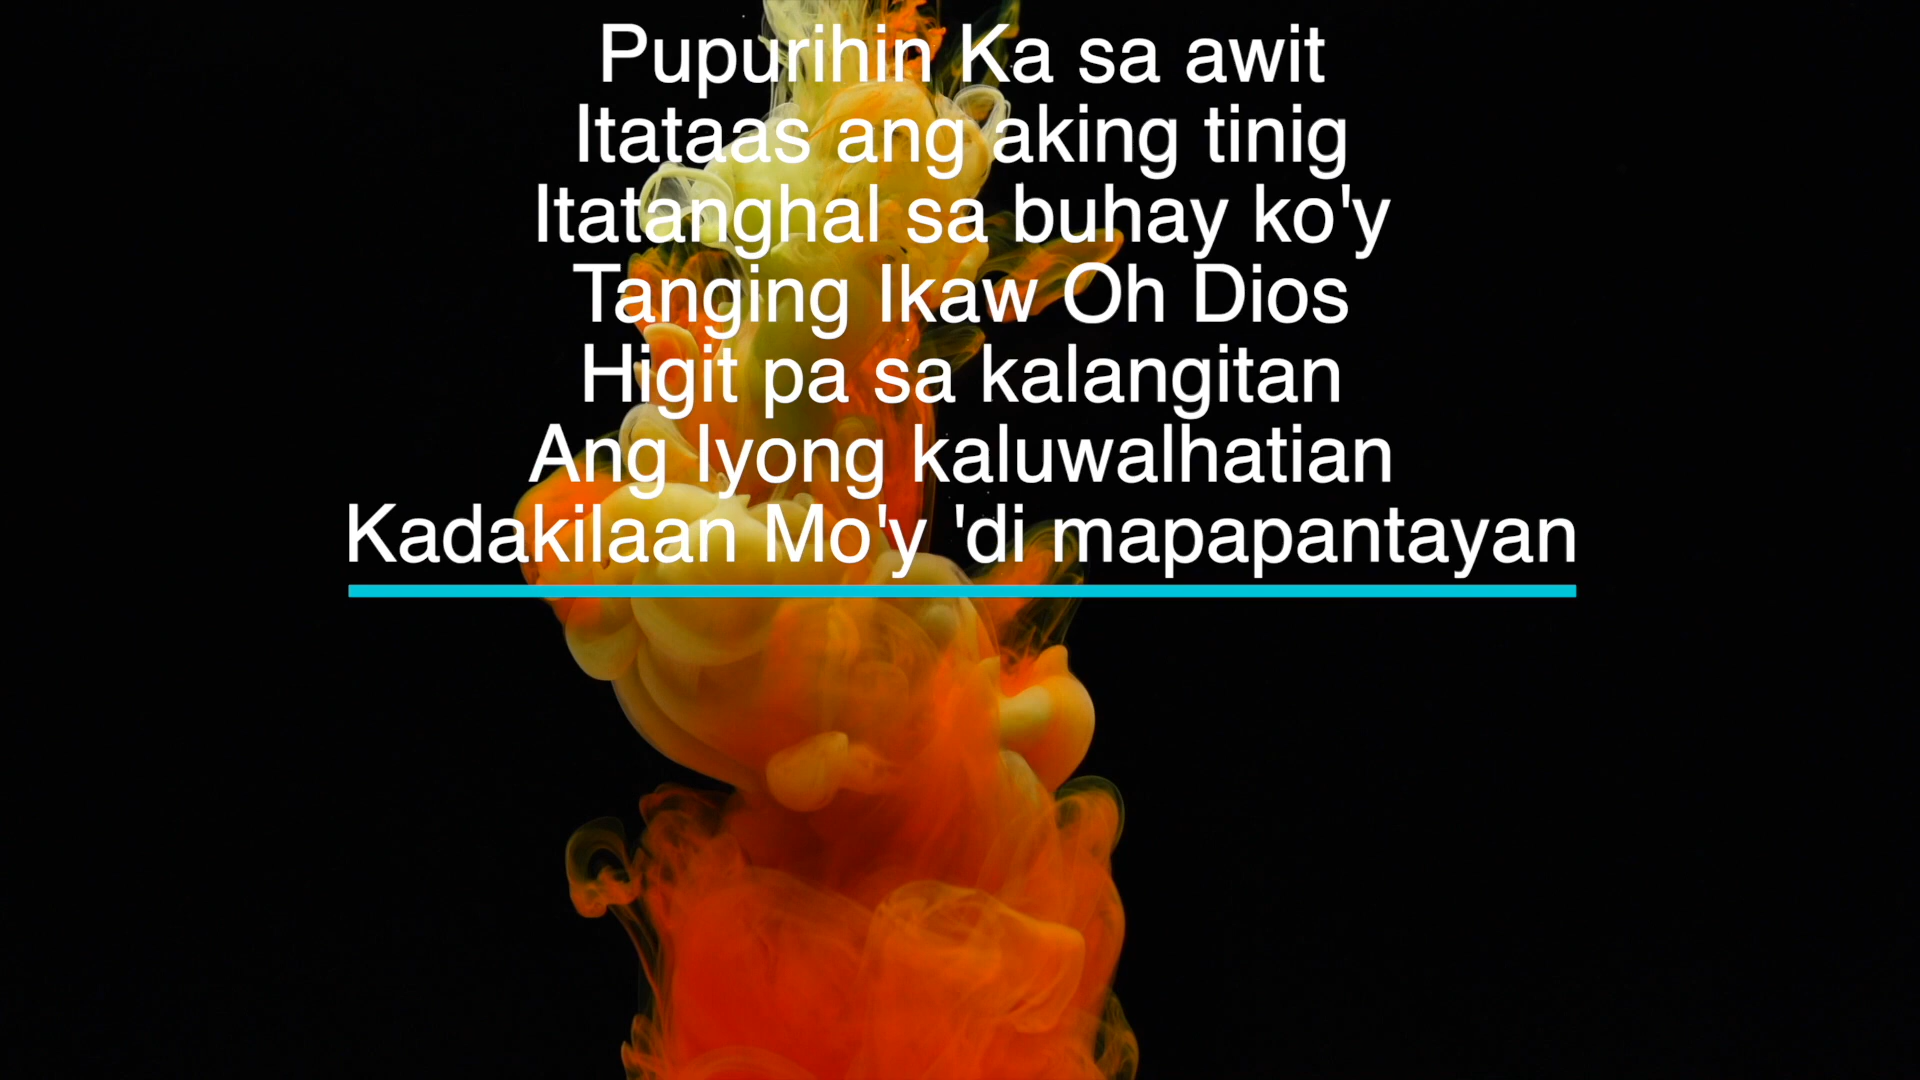 Pupurihin Ka sa awit
Itataas ang aking tinig
Itatanghal sa buhay ko'y
Tanging Ikaw Oh Dios
Higit pa sa kalangitan
Ang Iyong kaluwalhatian
Kadakilaan Mo'y 'di mapapantayan